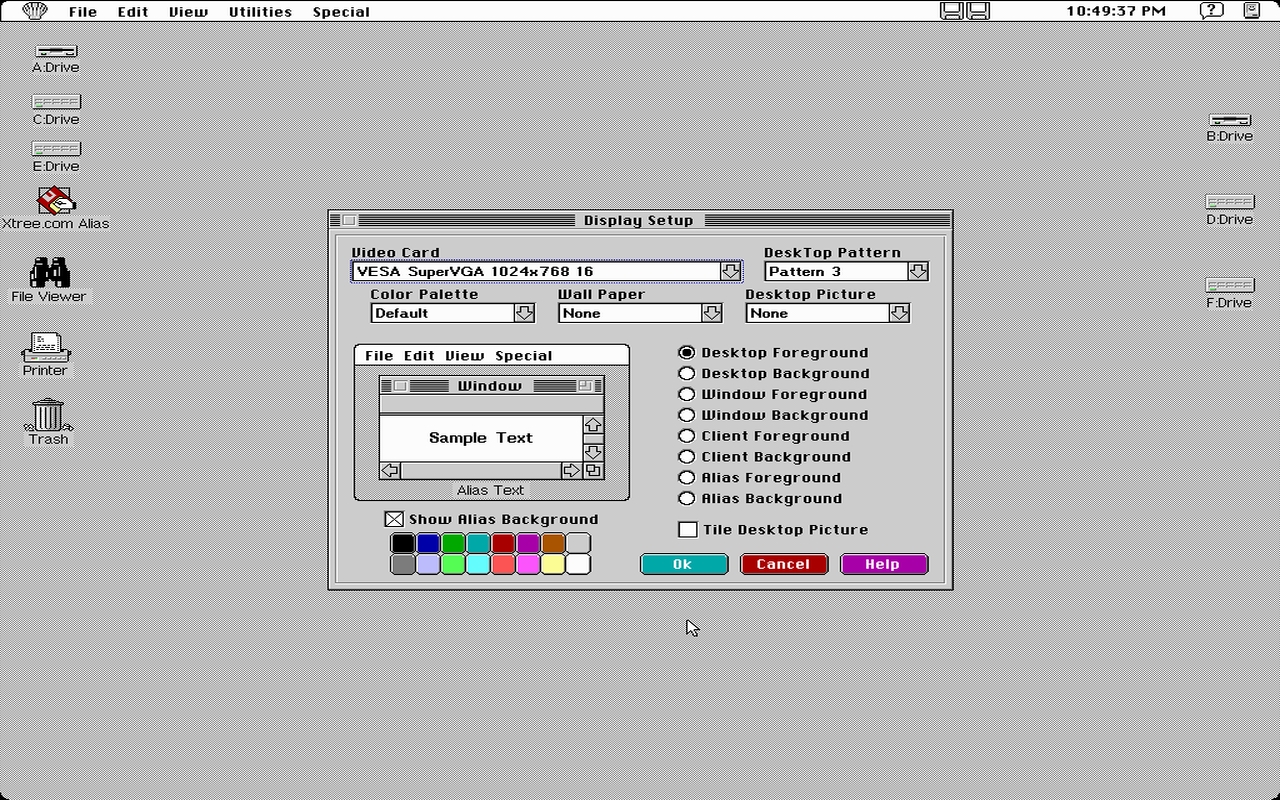 File Edit View Utilities Special 10:49:37 PM ?
A:Drive
C:Drive
E:Drive
Xtree.com Alias
File Viewer
Printer
Trash
B:Drive
D:Drive
F:Drive
Display Setup
Video Card DeskTop Pattern
VESA SuperVGA 1024x768 16 Pattern 3
Color Palette Wall Paper Desktop Picture
Default None None
File Edit View Special
Window
Sample Text
Alias Text
Desktop Foreground
Desktop Background
Window Foreground
Window Background
Client Foreground
Client Background
Alias Foreground
Alias Background
Show Alias Background
Tile Desktop Picture
Ok Cancel Help